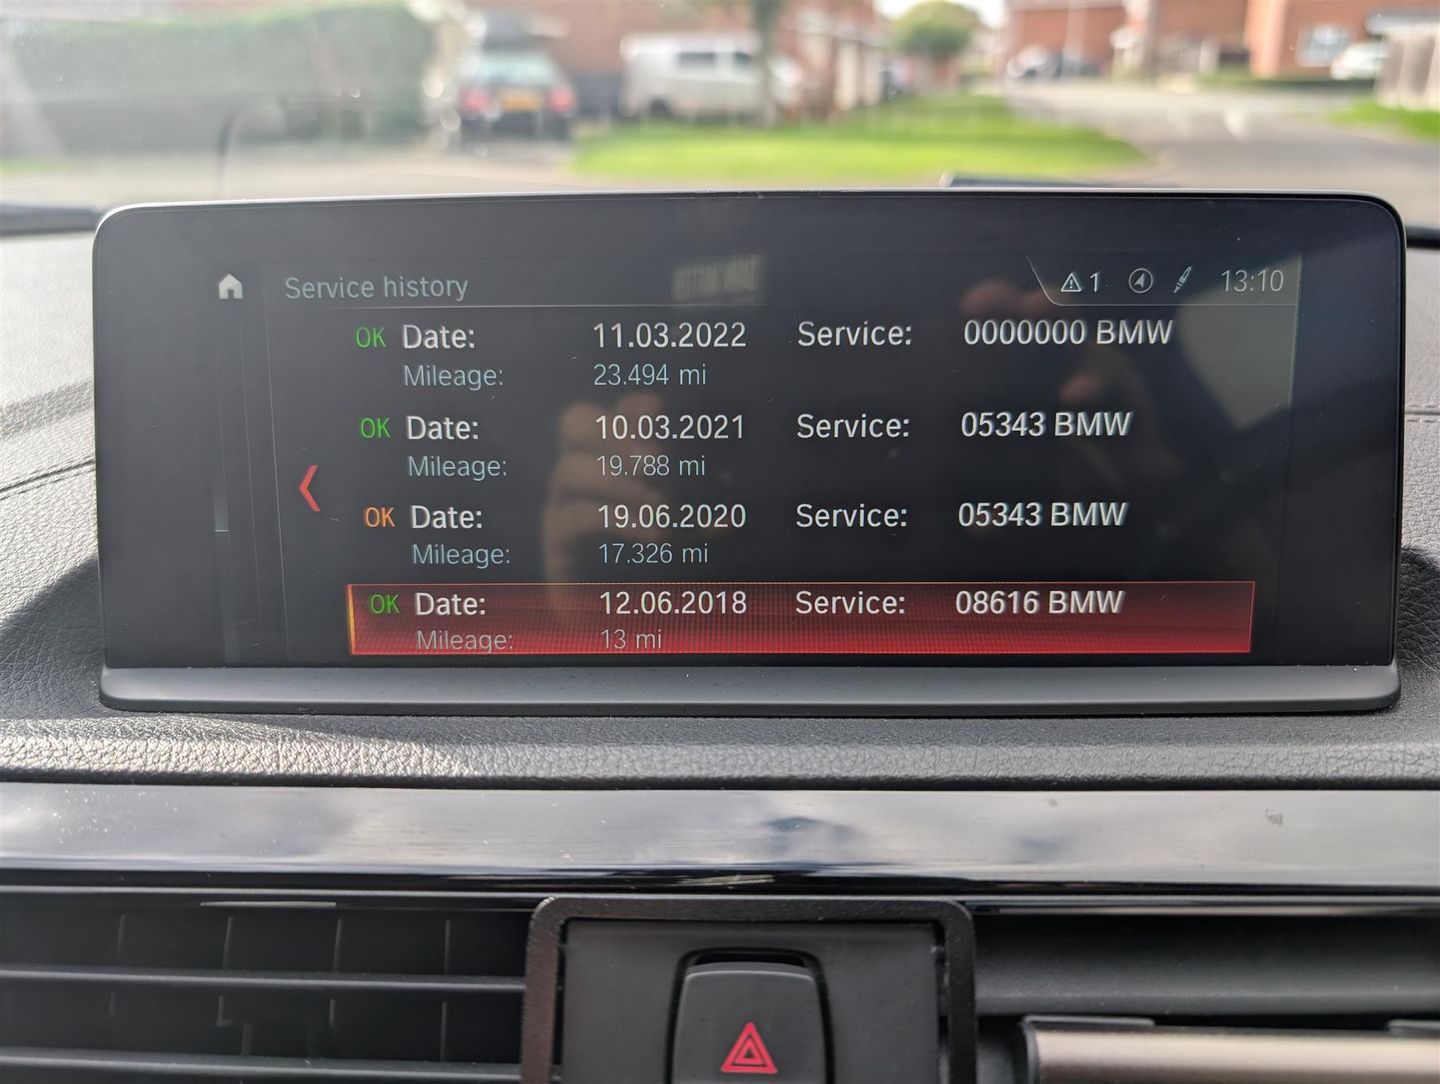 Service history 1 13:10
OK Date: 11.03.2022 Service: 0000000 BMW
Mileage: 23.494 mi
OK Date: 10.03.2021 Service: 05343 BMW
Mileage: 19.788 mi
OK Date: 19.06.2020 Service: 05343 BMW
Mileage: 17.326 mi
OK Date: 12.06.2018 Service: 08616 BMW
Mileage: 13 mi